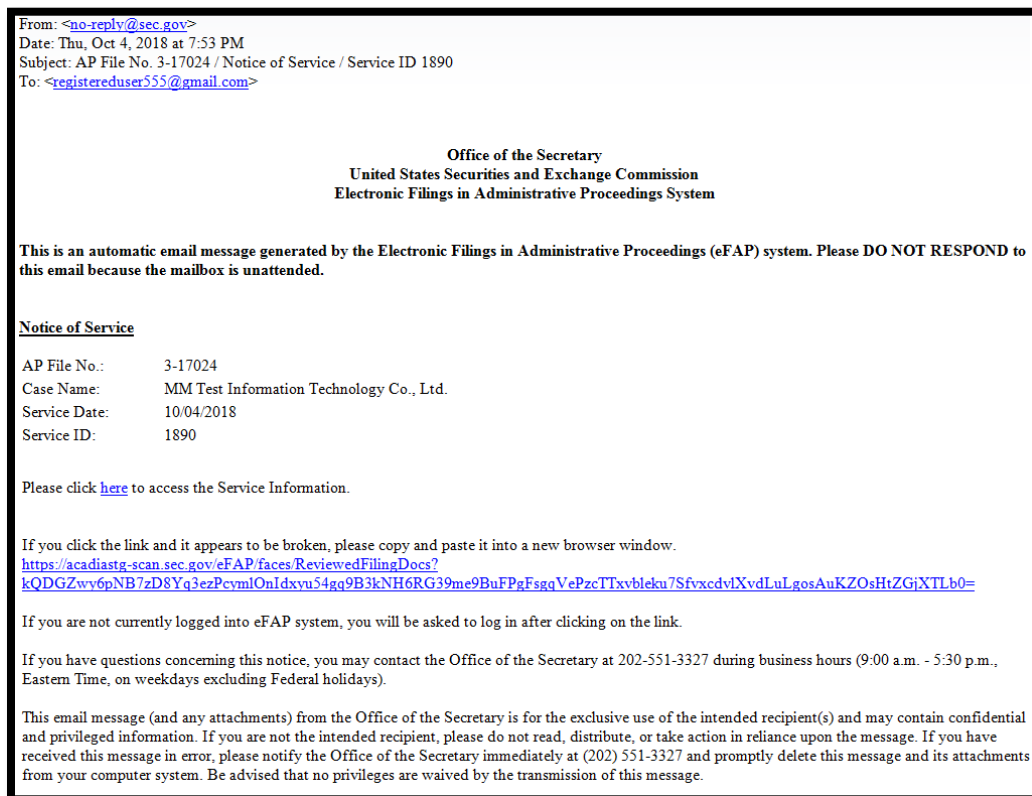 From: <no-reply@sec.gov>
Date: Thu, Oct 4, 2018 at 7:53 PM
Subject: AP File No. 3-17024 / Notice of Service / Service ID 1890
To: <registereduser555@gmail.com>
Office of the Secretary
United States Securities and Exchange Commission
Electronic Filings in Administrative Proceedings System
This is an automatic email message generated by the Electronic Filings in Administrative Proceedings (eFAP) system. Please DO NOT RESPOND to
this email because the mailbox is unattended.
Notice of Service
AP File No.: 3-17024
Case Name: MM Test Information Technology Co., Ltd.
Service Date: 10/04/2018
Service ID: 1890
Please click here to access the Service Information.
If you click the link and it appears to be broken, please copy and paste it into a new browser window.
https://acadiastg-scan.sec.gov/eFAP/faces/ReviewedFilingDocs?
kQDGZwy6pNB7zD8Yq3ezPcymlOnIdxyu54gq9B3kNH6RG39me9BuFPgFsgqVePzcTTxvbleku7SfvxcdvlXvdLuLgosAuKZOsHtZGjXTLb0=
If you are not currently logged into eFAP system, you will be asked to log in after clicking on the link.
If you have questions concerning this notice, you may contact the Office of the Secretary at 202-551-3327 during business hours (9:00 a.m. - 5:30 p.m.,
Eastern Time, on weekdays excluding Federal holidays).
This email message (and any attachments) from the Office of the Secretary is for the exclusive use of the intended recipient(s) and may contain confidential
and privileged information. If you are not the intended recipient, please do not read, distribute, or take action in reliance upon the message. If you have
received this message in error, please notify the Office of the Secretary immediately at (202) 551-3327 and promptly delete this message and its attachments
from your computer system. Be advised that no privileges are waived by the transmission of this message.